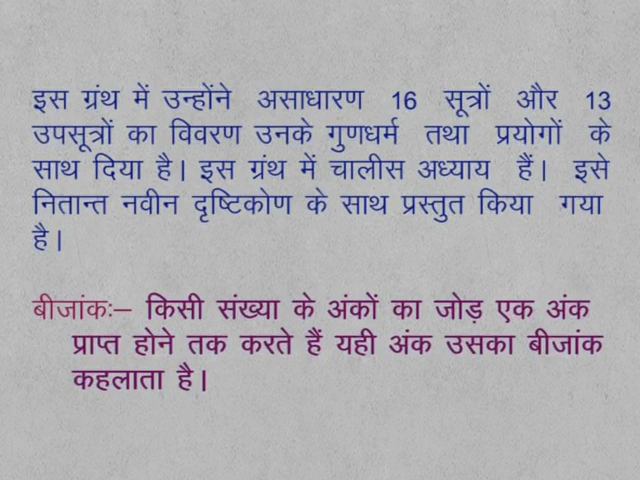 इस ग्रंथ में उन्होंने असाधारण 16 सूत्रों और 13
उपसूत्रों का विवरण उनके गुणधर्म तथा प्रयोगों के
साथ दिया है। इस ग्रंथ में चालीस अध्याय हैं। इसे
नितान्त नवीन दृष्टिकोण के साथ प्रस्तुत किया गया
है।
बीजांकः– किसी संख्या के अंकों का जोड़ एक अंक
प्राप्त होने तक करते हैं यही अंक उसका बीजांक
कहलाता है।